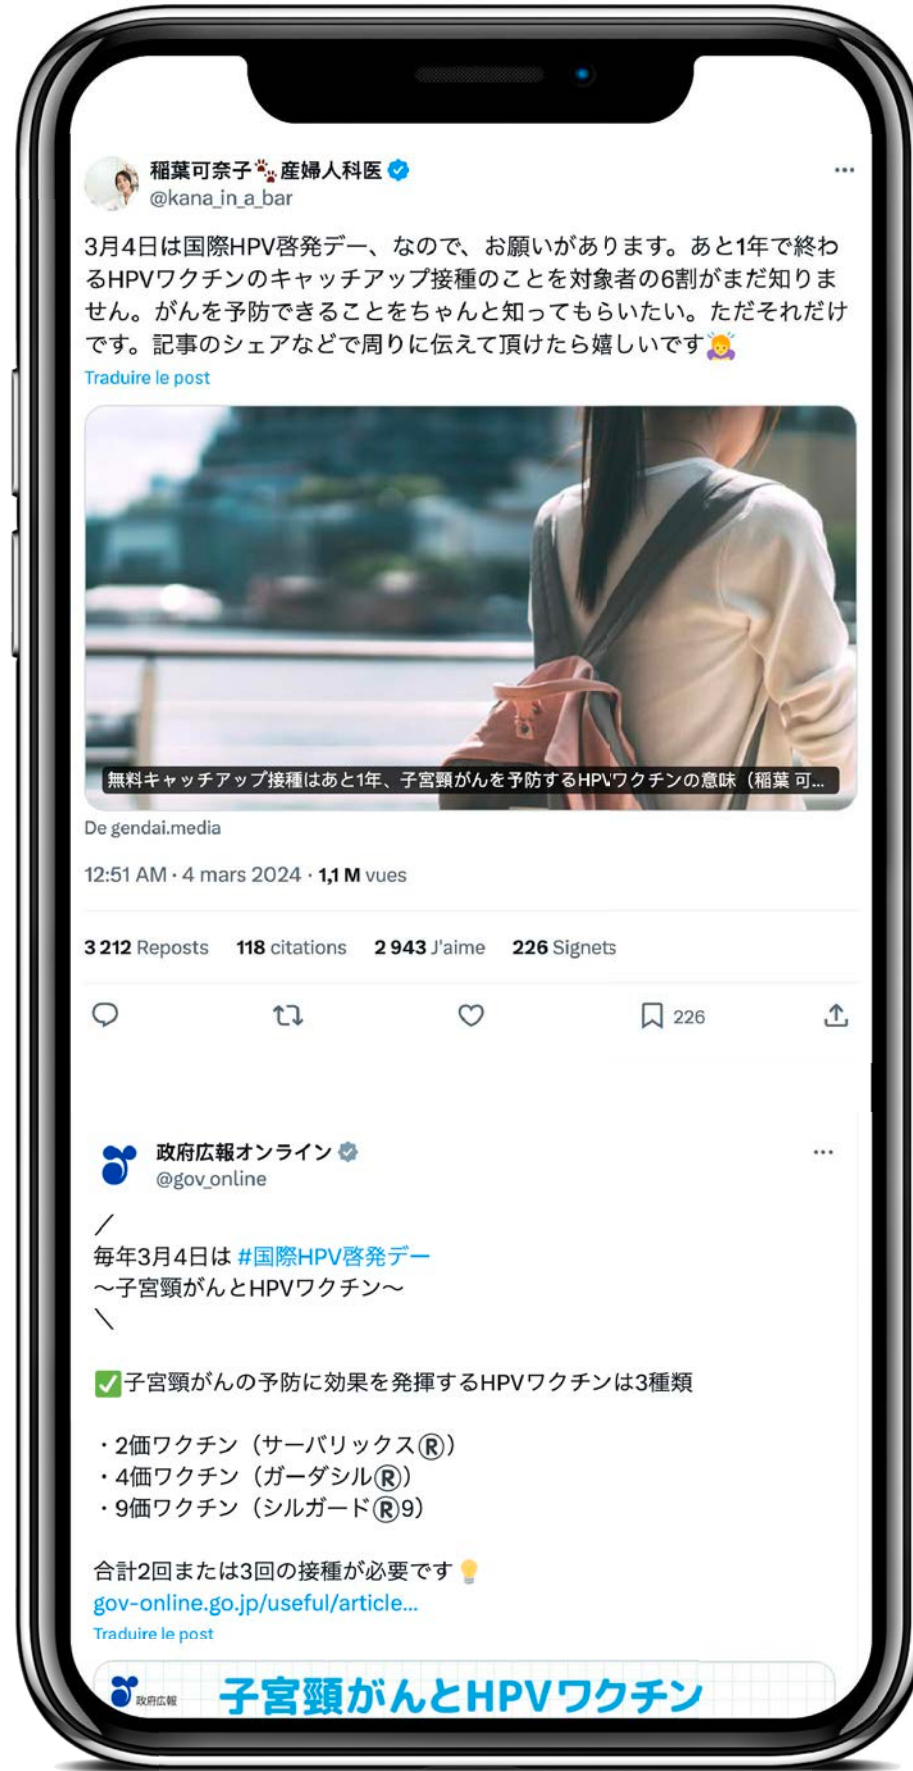 稲葉可奈子🐾産婦人科医
@kana_in_a_bar
3月4日は国際HPV啓発デー、なので、お願いがあります。あと1年で終わ
るHPVワクチンのキャッチアップ接種のことを対象者の6割がまだ知りま
せん。がんを予防できることをちゃんと知ってもらいたい。ただそれだけ
です。記事のシェアなどで周りに伝えて頂けたら嬉しいです🙇‍♀️
Traduire le post
無料キャッチアップ接種はあと1年、子宮頸がんを予防するHPVワクチンの意味（稲葉 可...
De gendai.media
12:51 AM · 4 mars 2024 · 1,1 M vues
3 212 Reposts 118 citations 2 943 J'aime 226 Signets
226
政府広報オンライン
@gov_online
／
毎年3月4日は #国際HPV啓発デー
～子宮頸がんとHPVワクチン～
＼
✅子宮頸がんの予防に効果を発揮するHPVワクチンは3種類
・2価ワクチン（サーバリックスⓇ）
・4価ワクチン（ガーダシルⓇ）
・9価ワクチン（シルガードⓇ9）
合計2回または3回の接種が必要です💡
gov-online.go.jp/useful/article...
Traduire le post
政府広報 子宮頸がんとHPVワクチン